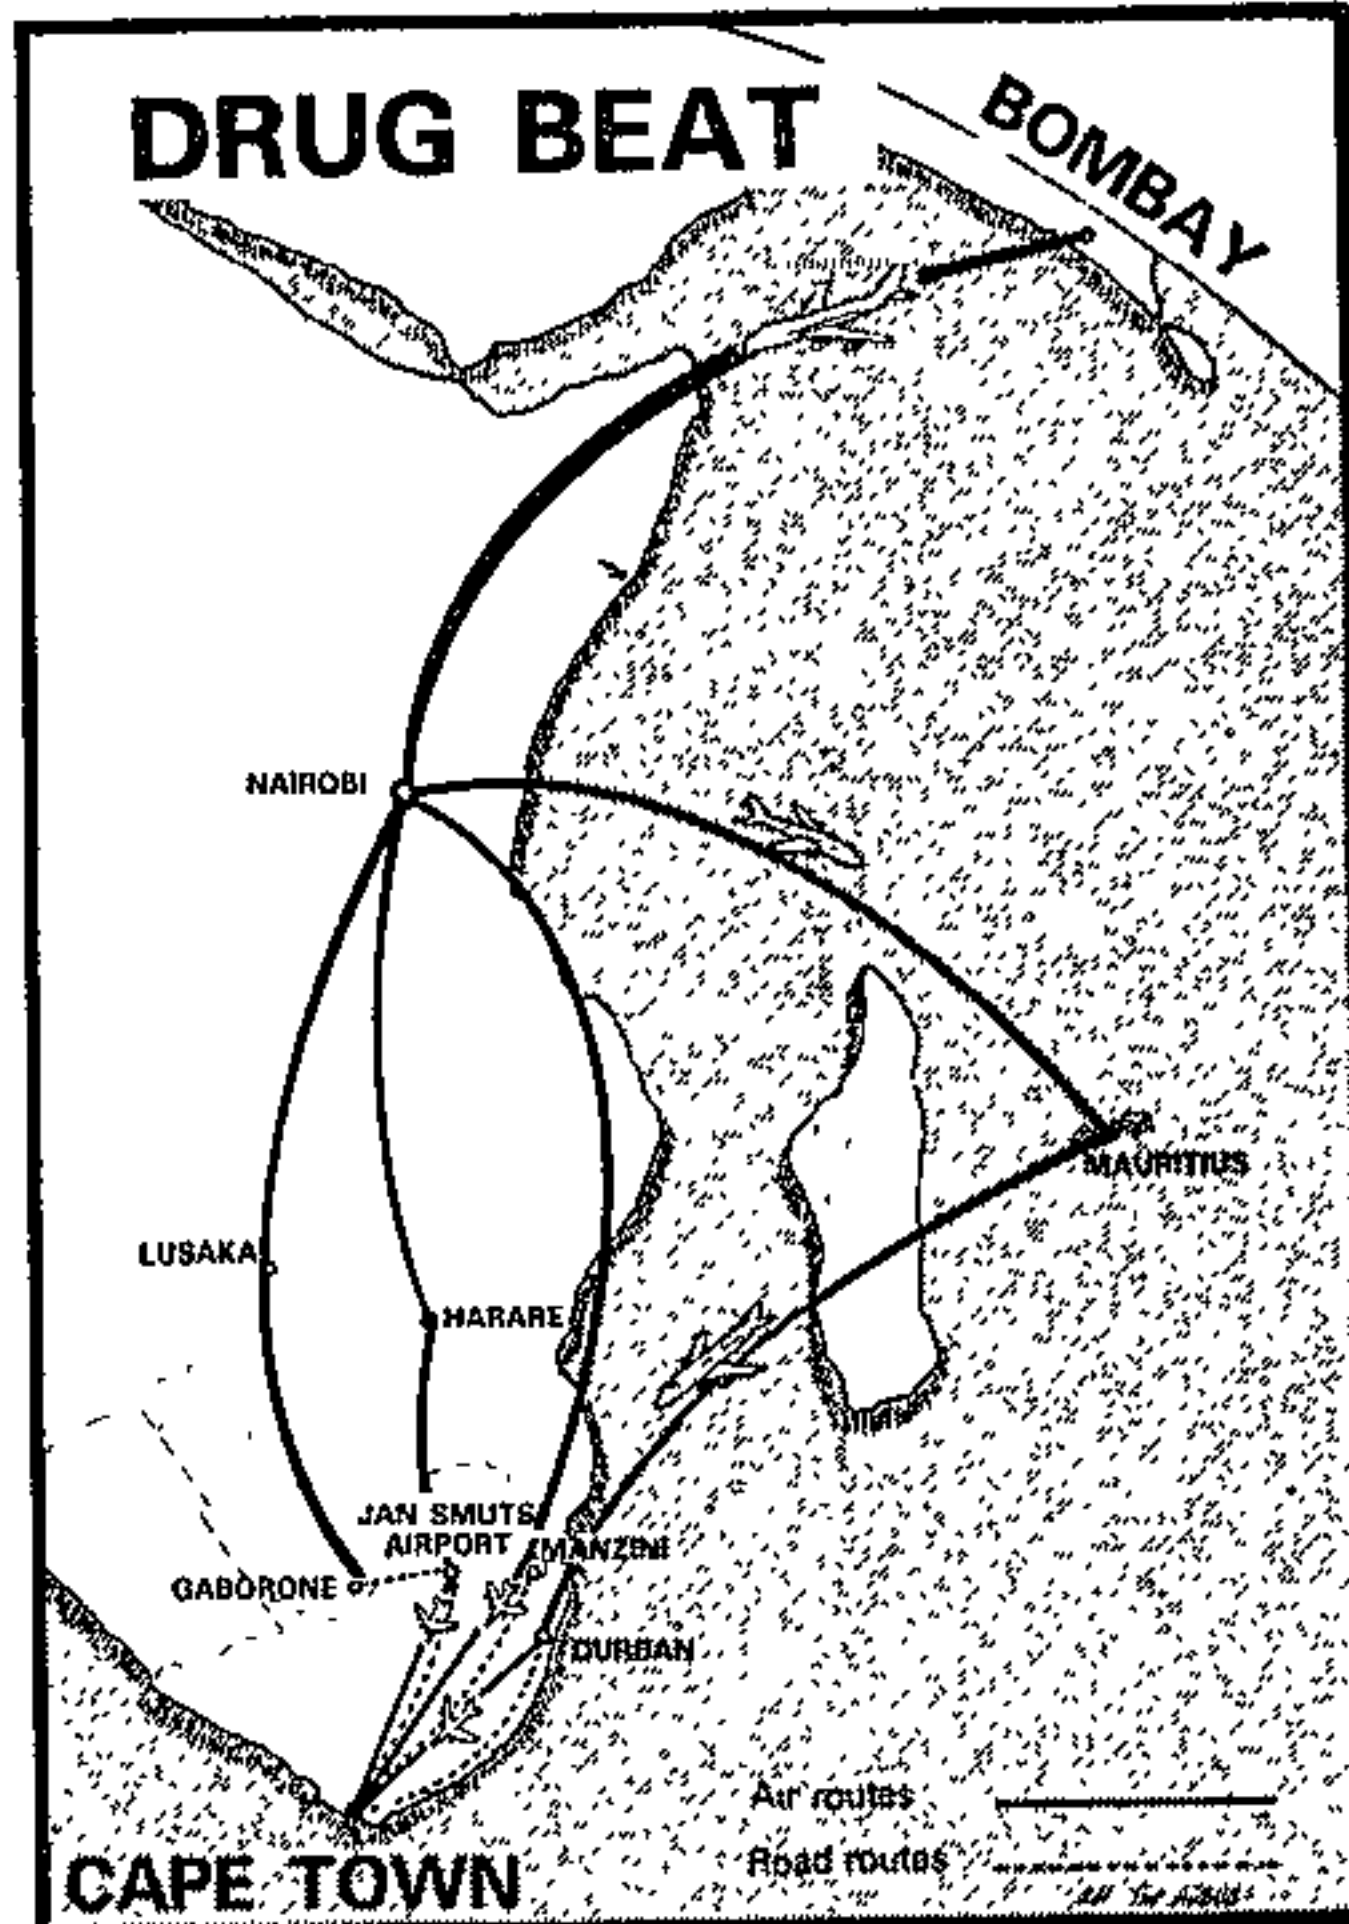 DRUG BEAT
BOMBAY
NAIROBI
MAURITIUS
LUSAKA
HARARE
JAN SMUTS
AIRPORT
MANZINI
GABORONE
DURBAN
Air routes
Road routes
CAPE TOWN